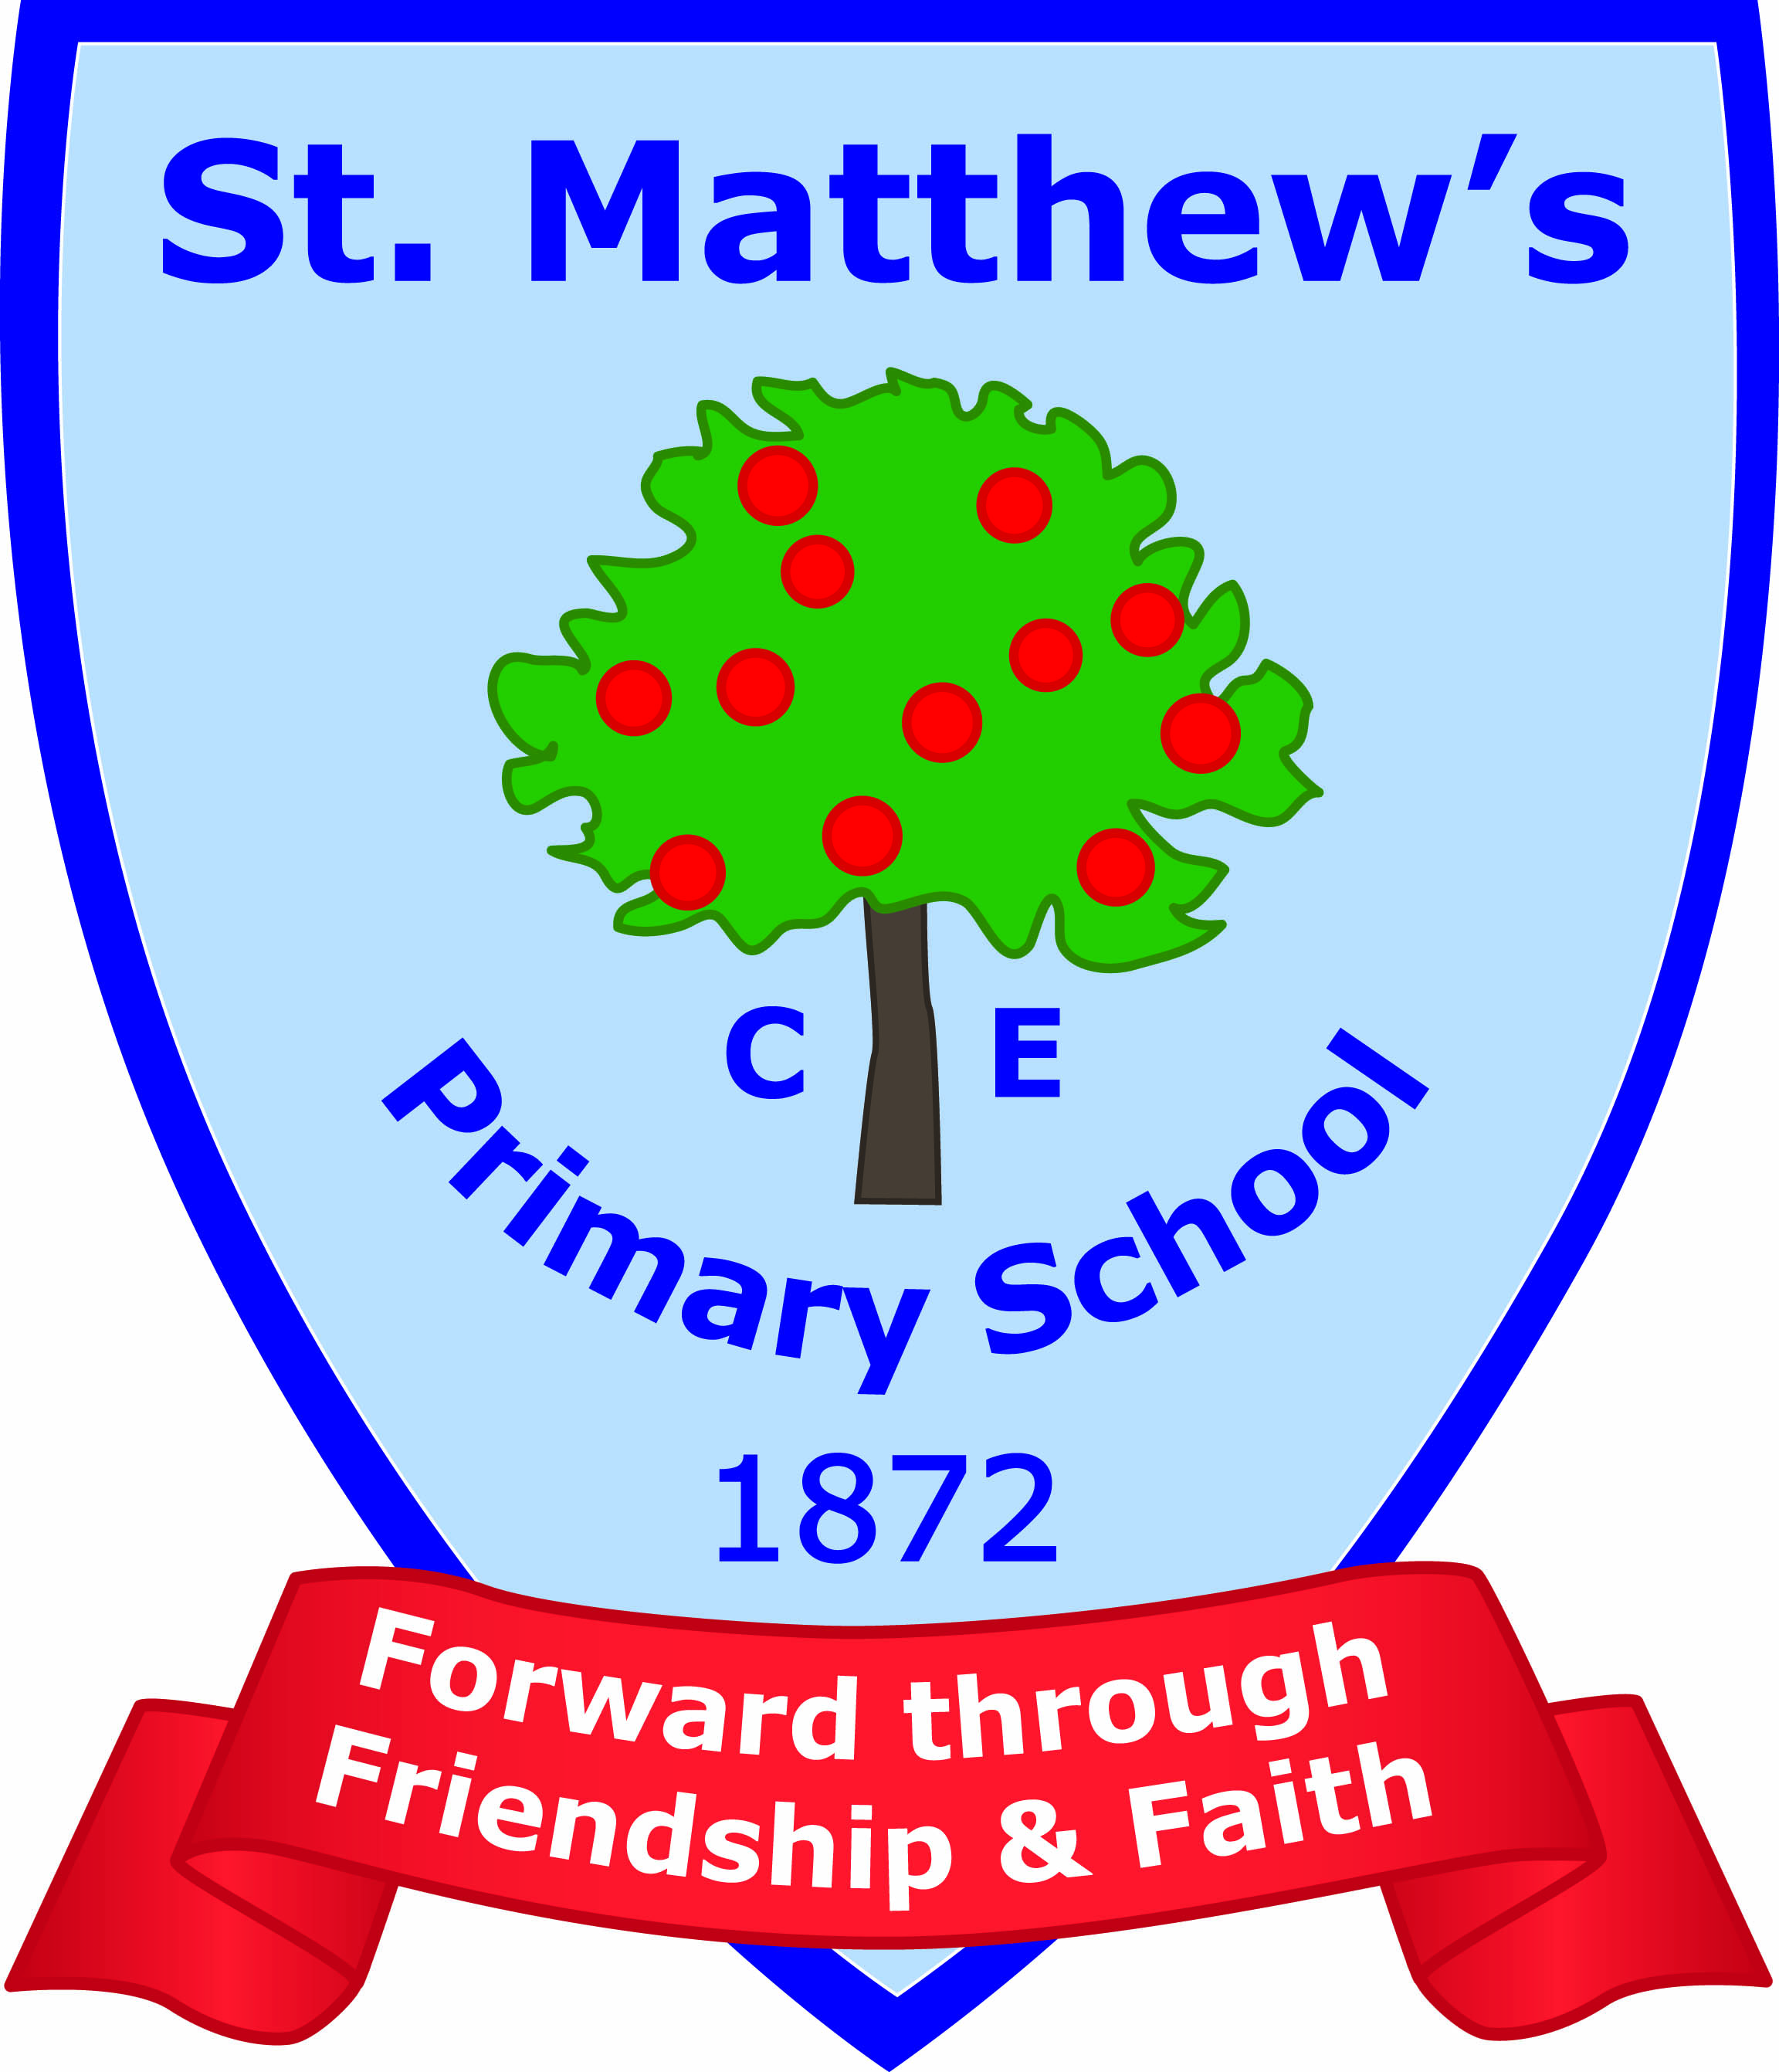 St. Matthew’s
C E
Primary School
1872
Forward through
Friendship & Faith